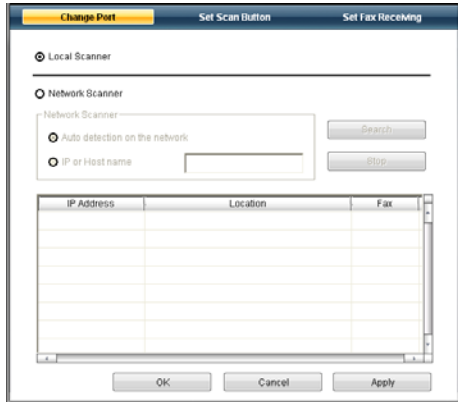 Change Port Set Scan Button Set Fax Receiving
Local Scanner
Network Scanner
Network Scanner
Auto detection on the network
Search
IP or Host name
Stop
IP Address Location Fax
OK Cancel Apply